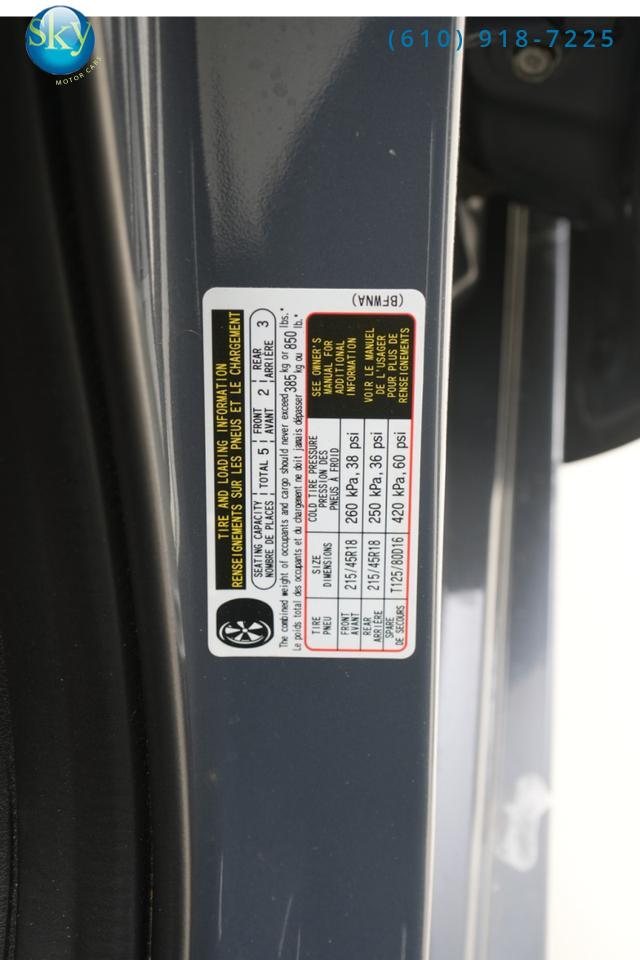 sky
MOTOR CARS
(610) 918-7225
TIRE AND LOADING INFORMATION
RENSEIGNEMENTS SUR LES PNEUS ET LE CHARGEMENT
SEATING CAPACITY TOTAL 5 FRONT 2 REAR 3
NOMBRE DE PLACES AVANT ARRIÈRE
The combined weight of occupants and cargo should never exceed 385 kg or 850 lbs.*
Le poids total des occupants et du chargement ne doit jamais dépasser kg ou lb.*
TIRE SIZE COLD TIRE PRESSURE
PNEU DIMENSIONS PRESSION DES PNEUS À FROID
FRONT 215/45R18 260 kPa, 38 psi
AVANT
REAR 215/45R18 250 kPa, 36 psi
ARRIÈRE
SPARE T125/80D16 420 kPa, 60 psi
DE SECOURS
SEE OWNER'S
MANUAL FOR
ADDITIONAL
INFORMATION
VOIR LE MANUEL
DE L'USAGER
POUR PLUS DE
RENSEIGNEMENTS
(BFWNA)